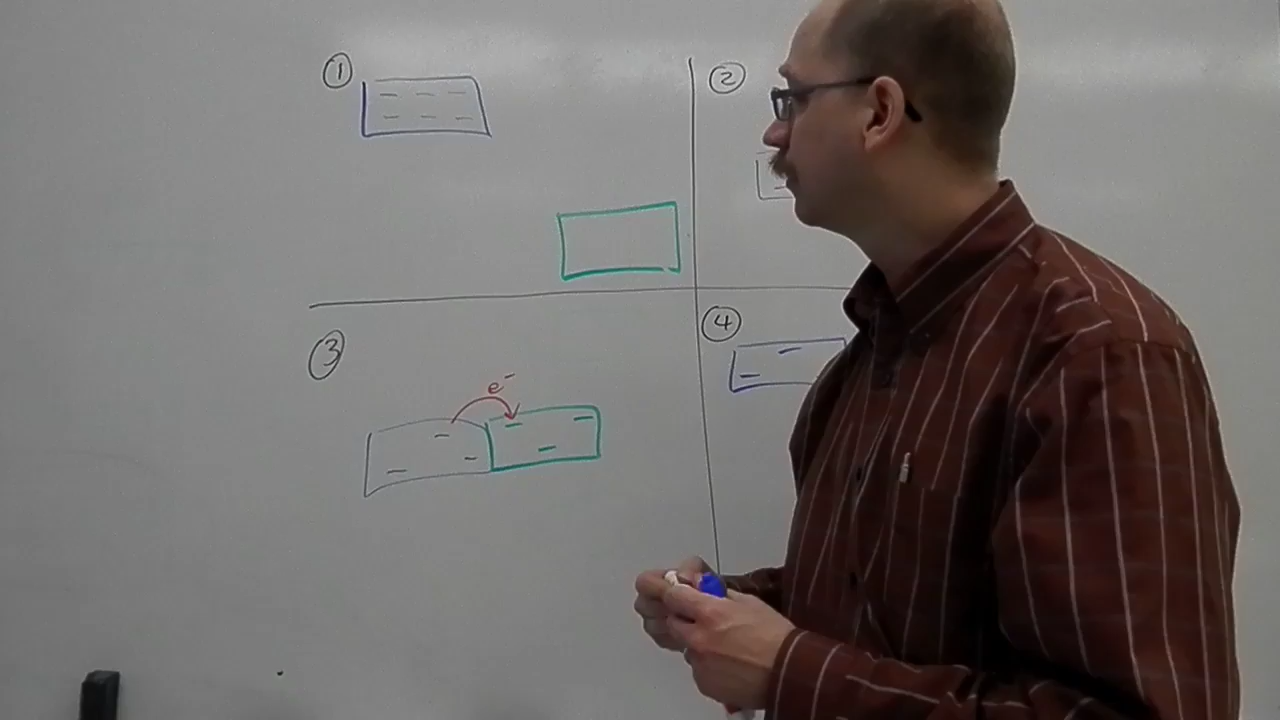 ①
②
③
e⁻
④